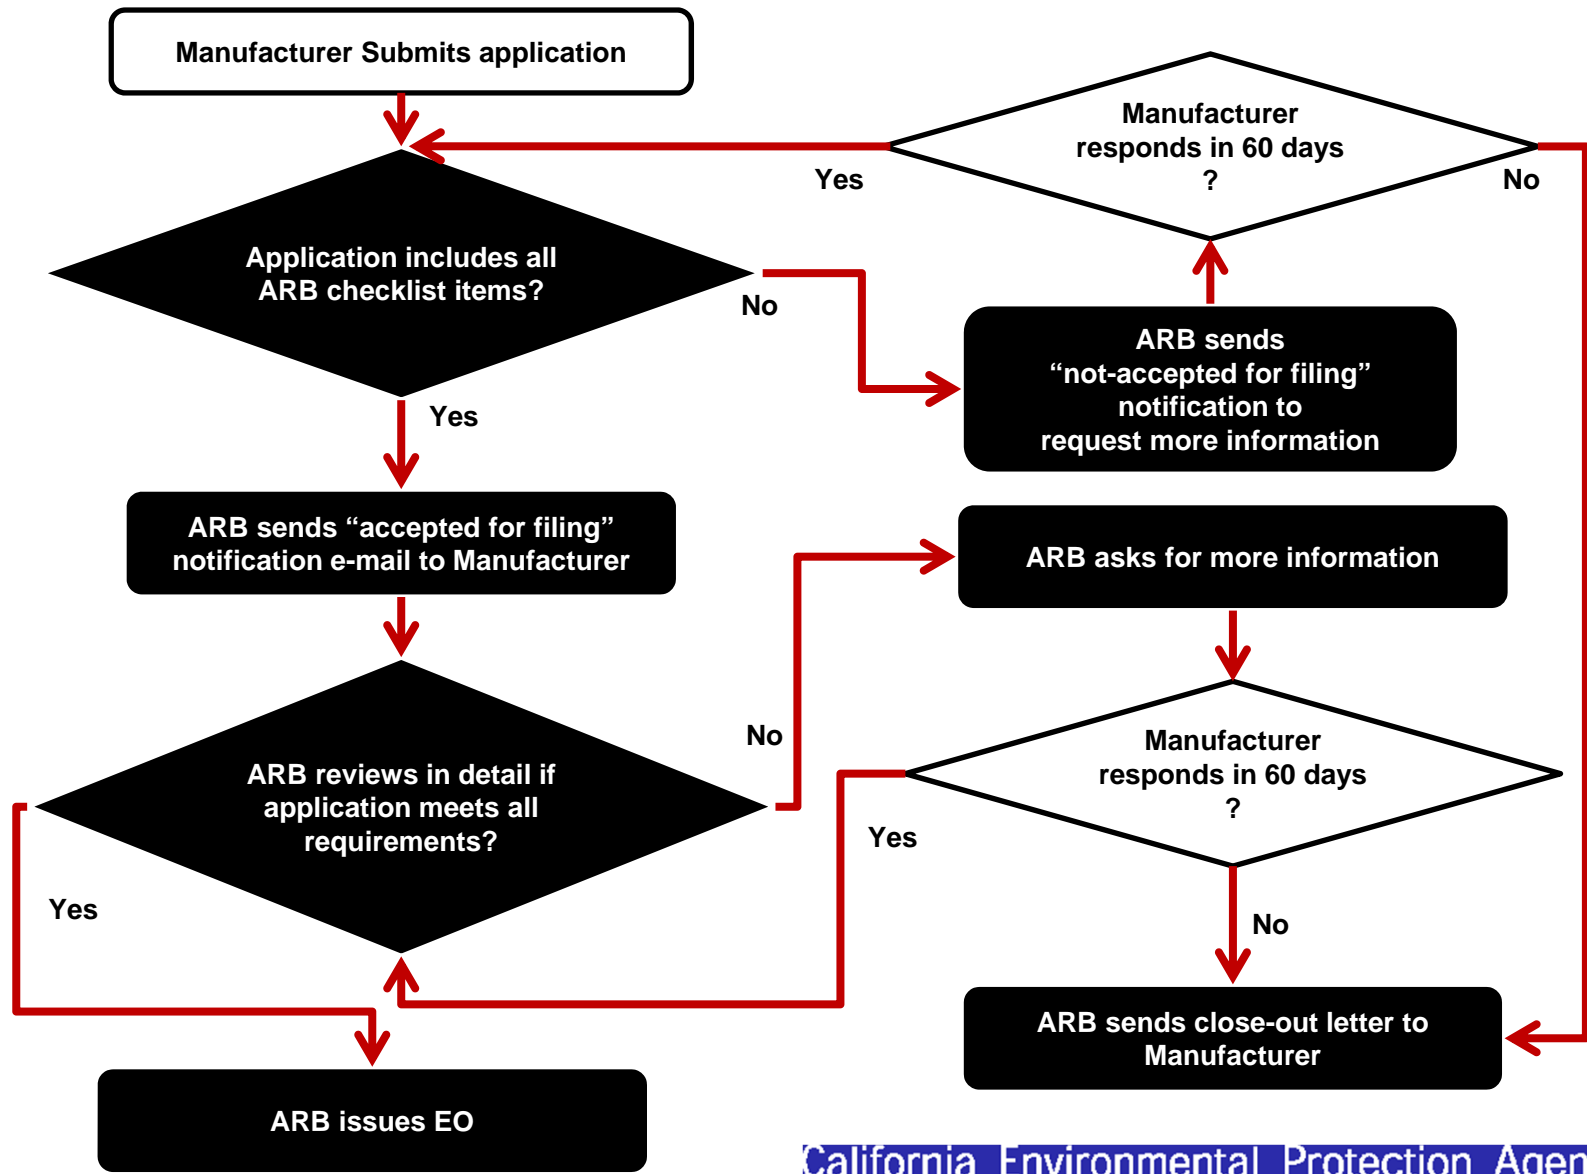 Manufacturer Submits application
Manufacturer
responds in 60 days
?
Yes
No
Application includes all
ARB checklist items?
No
Yes
ARB sends
“not-accepted for filing”
notification to
request more information
ARB sends “accepted for filing”
notification e-mail to Manufacturer
ARB asks for more information
ARB reviews in detail if
application meets all
requirements?
No
Yes
Manufacturer
responds in 60 days
?
Yes
No
ARB sends close-out letter to
Manufacturer
ARB issues EO
California Environmental Protection Agen